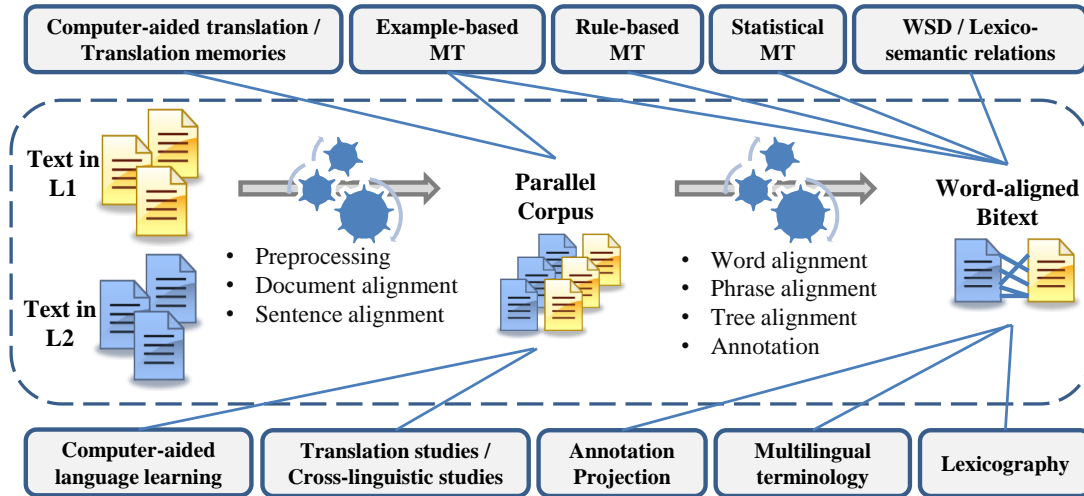 Computer-aided translation /
Translation memories
Example-based
MT
Rule-based
MT
Statistical
MT
WSD / Lexico-
semantic relations
Text in
L1
Text in
L2
• Preprocessing
• Document alignment
• Sentence alignment
Parallel
Corpus
• Word alignment
• Phrase alignment
• Tree alignment
• Annotation
Word-aligned
Bitext
Computer-aided
language learning
Translation studies /
Cross-linguistic studies
Annotation
Projection
Multilingual
terminology
Lexicography